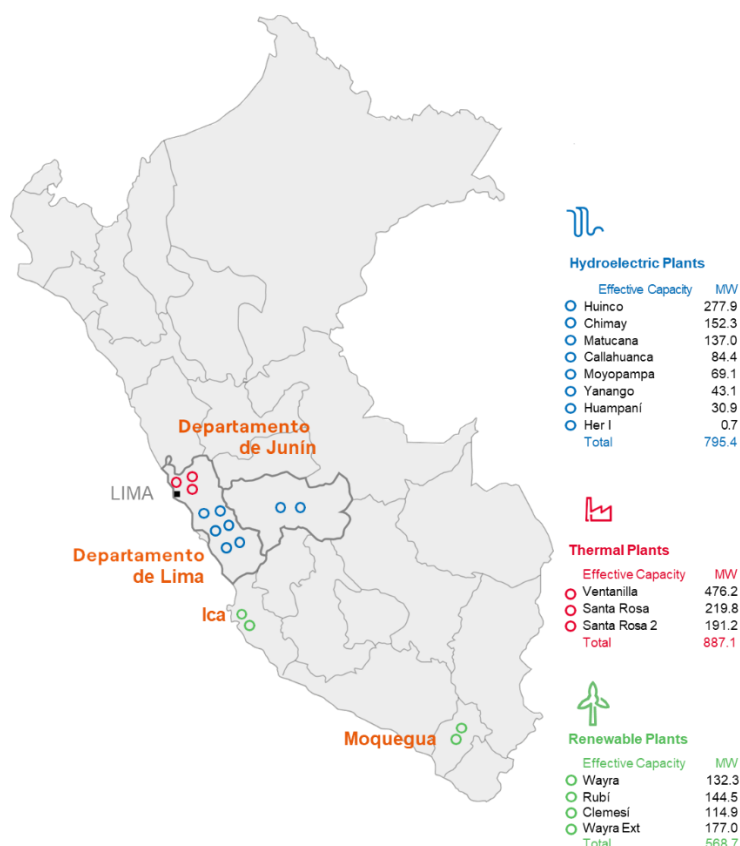 Departamento
de Junín
LIMA
Departamento
de Lima
Ica
Moquegua
Hydroelectric Plants
Effective Capacity MW
Huinco 277.9
Chimay 152.3
Matucana 137.0
Callahuanca 84.4
Moyopampa 69.1
Yanango 43.1
Huampaní 30.9
Her I 0.7
Total 795.4
Thermal Plants
Effective Capacity MW
Ventanilla 476.2
Santa Rosa 219.8
Santa Rosa 2 191.2
Total 887.1
Renewable Plants
Effective Capacity MW
Wayra 132.3
Rubí 144.5
Clemesí 114.9
Wayra Ext 177.0
Total 568.7